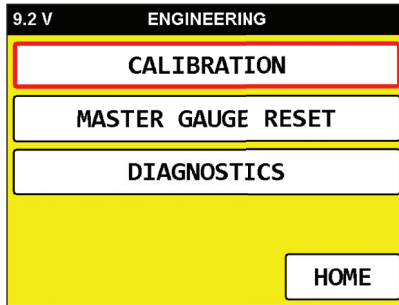 9.2 V ENGINEERING
CALIBRATION
MASTER GAUGE RESET
DIAGNOSTICS
HOME